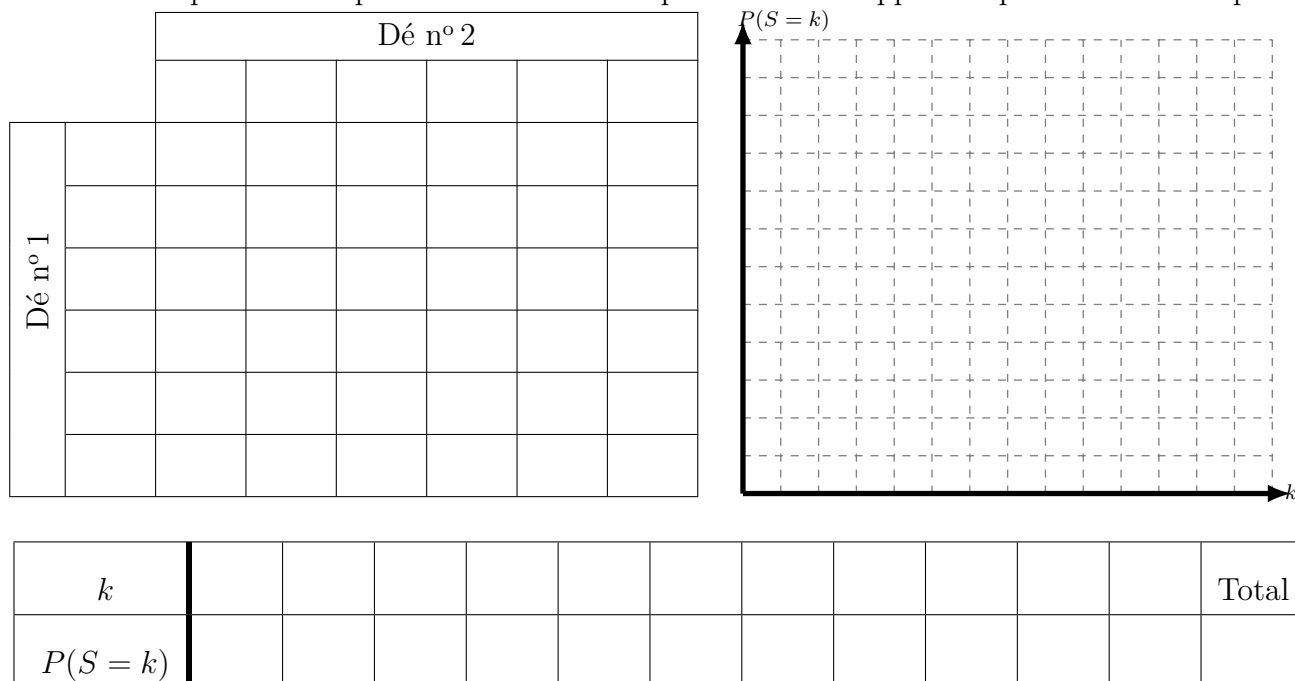 Dé nº 2
P(S = k)
Dé nº 1
k
k
Total
P(S = k)